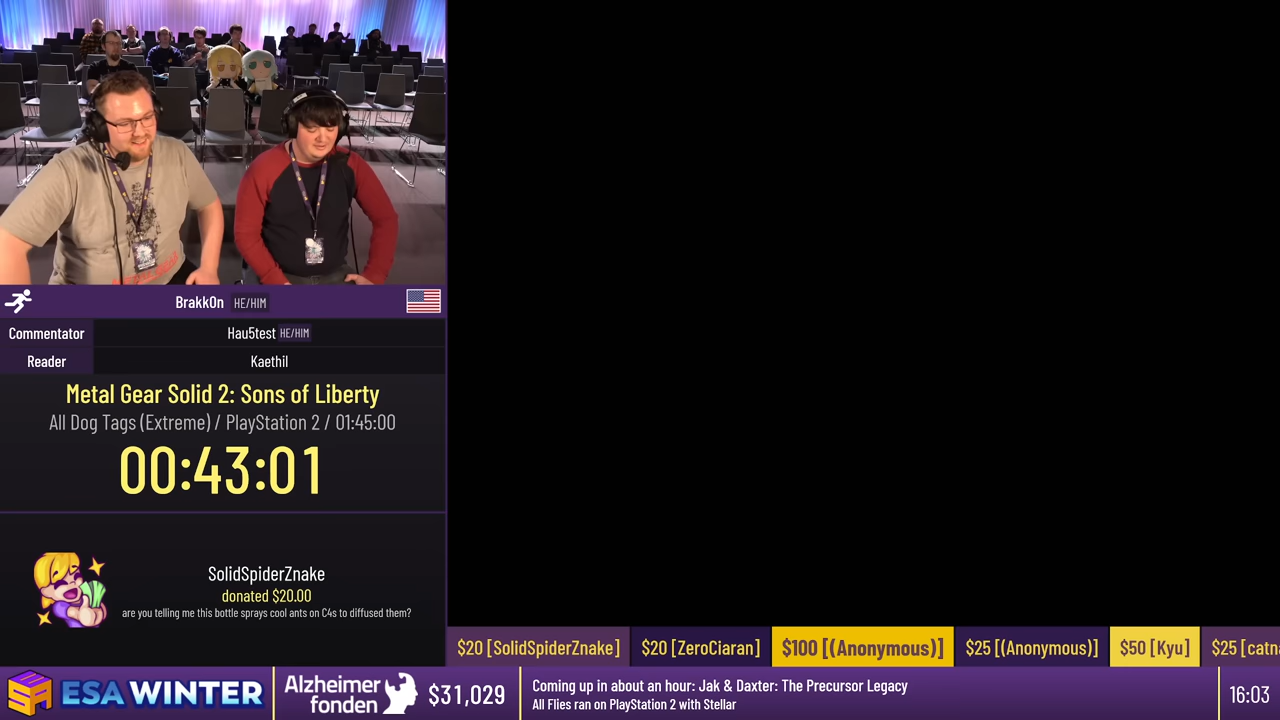 BrakkOn HE/HIM
Commentator Hau5test HE/HIM
Reader Kaethil
Metal Gear Solid 2: Sons of Liberty
All Dog Tags (Extreme) / PlayStation 2 / 01:45:00
00:43:01
SolidSpiderZnake
donated $20.00
are you telling me this bottle sprays cool ants on C4s to diffused them?
$20 [SolidSpiderZnake] $20 [ZeroCiaran] $100 [(Anonymous)] $25 [(Anonymous)] $50 [Kyu] $25 [catna
ESA WINTER
Alzheimer
fonden
$31,029
Coming up in about an hour: Jak & Daxter: The Precursor Legacy
All Flies ran on PlayStation 2 with Stellar
16:03